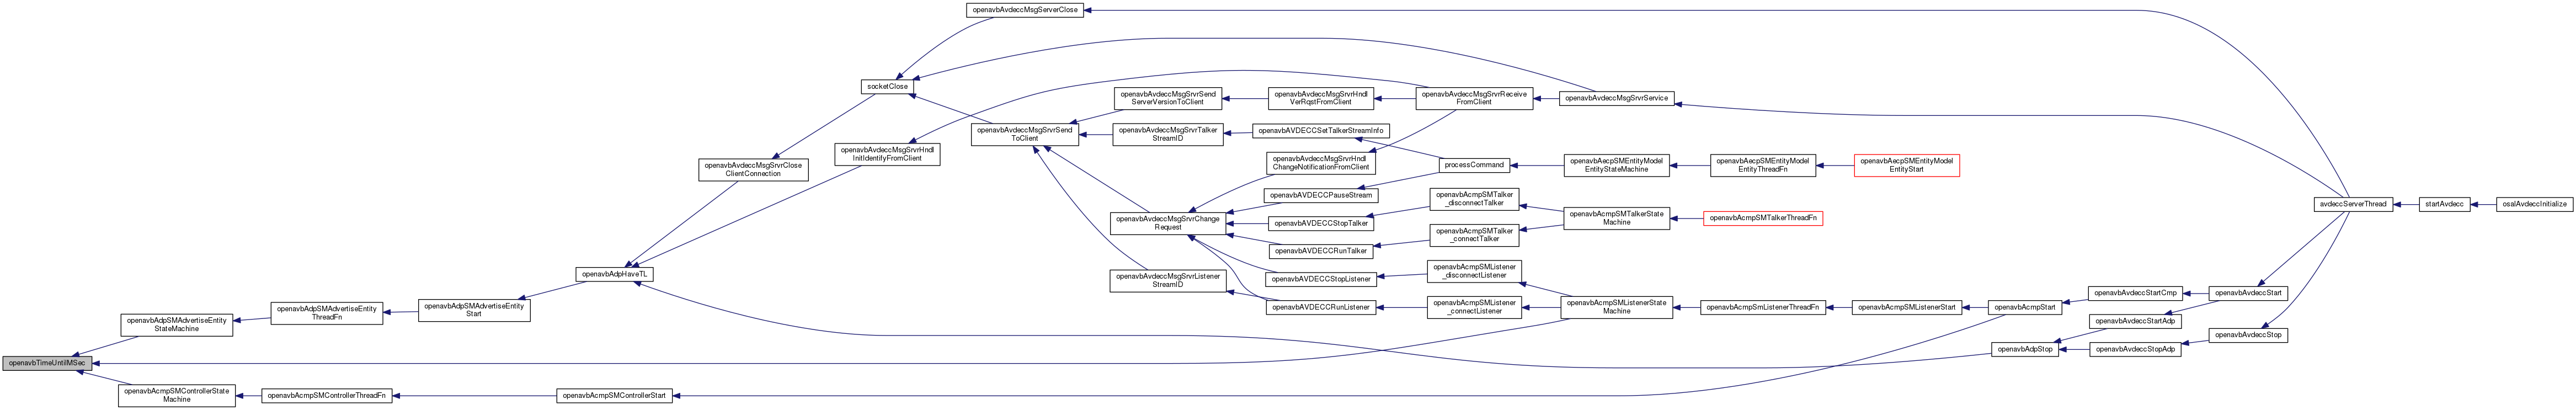 openavbAvdeccMsgServerClose
socketClose
openavbAvdeccMsgSrvrSend
ServerVersionToClient
openavbAvdeccMsgSrvrHndl
VerRqstFromClient
openavbAvdeccMsgSrvrReceive
FromClient
openavbAvdeccMsgSrvrService
openavbAvdeccMsgSrvrSend
ToClient
openavbAvdeccMsgSrvrTalker
StreamID
openavbAVDECCSetTalkerStreamInfo
openavbAvdeccMsgSrvrHndl
InitIdentifyFromClient
openavbAvdeccMsgSrvrClose
ClientConnection
openavbAvdeccMsgSrvrHndl
ChangeNotificationFromClient
processCommand
openavbAecpSMEntityModel
EntityStateMachine
openavbAecpSMEntityModel
EntityThreadFn
openavbAecpSMEntityModel
EntityStart
openavbAVDECCPauseStream
openavbAcmpSMTalker
_disconnectTalker
avdeccServerThread
startAvdecc
osalAvdeccInitialize
openavbAvdeccMsgSrvrChange
Request
openavbAVDECCStopTalker
openavbAcmpSMTalkerState
Machine
openavbAcmpSMTalkerThreadFn
openavbAcmpSMTalker
_connectTalker
openavbAVDECCRunTalker
openavbAdpHaveTL
openavbAvdeccMsgSrvrListener
StreamID
openavbAVDECCStopListener
openavbAcmpSMListener
_disconnectListener
openavbAVDECCRunListener
openavbAcmpSMListener
_connectListener
openavbAcmpSMListenerState
Machine
openavbAcmpSmListenerThreadFn
openavbAcmpSMListenerStart
openavbAcmpStart
openavbAvdeccStartCmp
openavbAvdeccStart
openavbAdpSMAdvertiseEntity
StateMachine
openavbAdpSMAdvertiseEntity
ThreadFn
openavbAdpSMAdvertiseEntity
Start
openavbAvdeccStartAdp
openavbAvdeccStop
openavbAdpStop
openavbAvdeccStopAdp
openavbTimeUntilMSec
openavbAcmpSMControllerState
Machine
openavbAcmpSMControllerThreadFn
openavbAcmpSMControllerStart